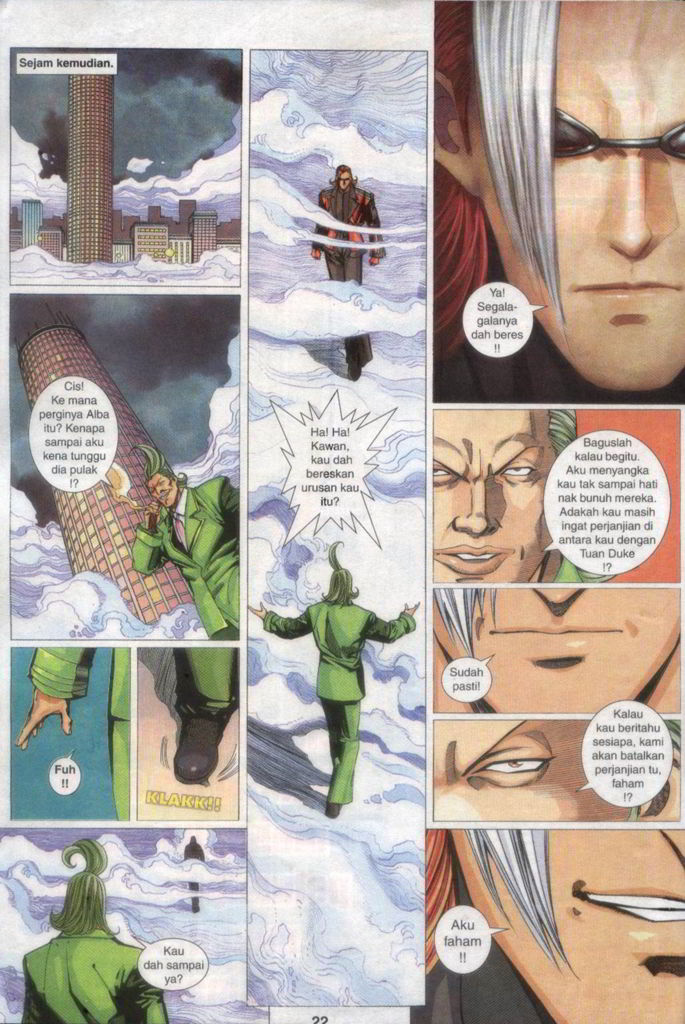 Sejam kemudian.
Cis!
Ke mana
perginya Alba
itu? Kenapa
sampai aku
kena tunggu
dia pulak
!?
Fuh
!!
KLAKK!!
Kau
dah sampai
ya?
Ha! Ha!
Kawan,
kau dah
bereskan
urusan kau
itu?
Ya!
Segala-
galanya
dah beres
!!
Baguslah
kalau begitu.
Aku menyangka
kau tak sampai hati
nak bunuh mereka.
Adakah kau masih
ingat perjanjian di
antara kau dengan
Tuan Duke
!?
Sudah
pasti!
Kalau
kau beritahu
sesiapa, kami
akan batalkan
perjanjian tu,
faham
!?
Aku
faham
!!
22